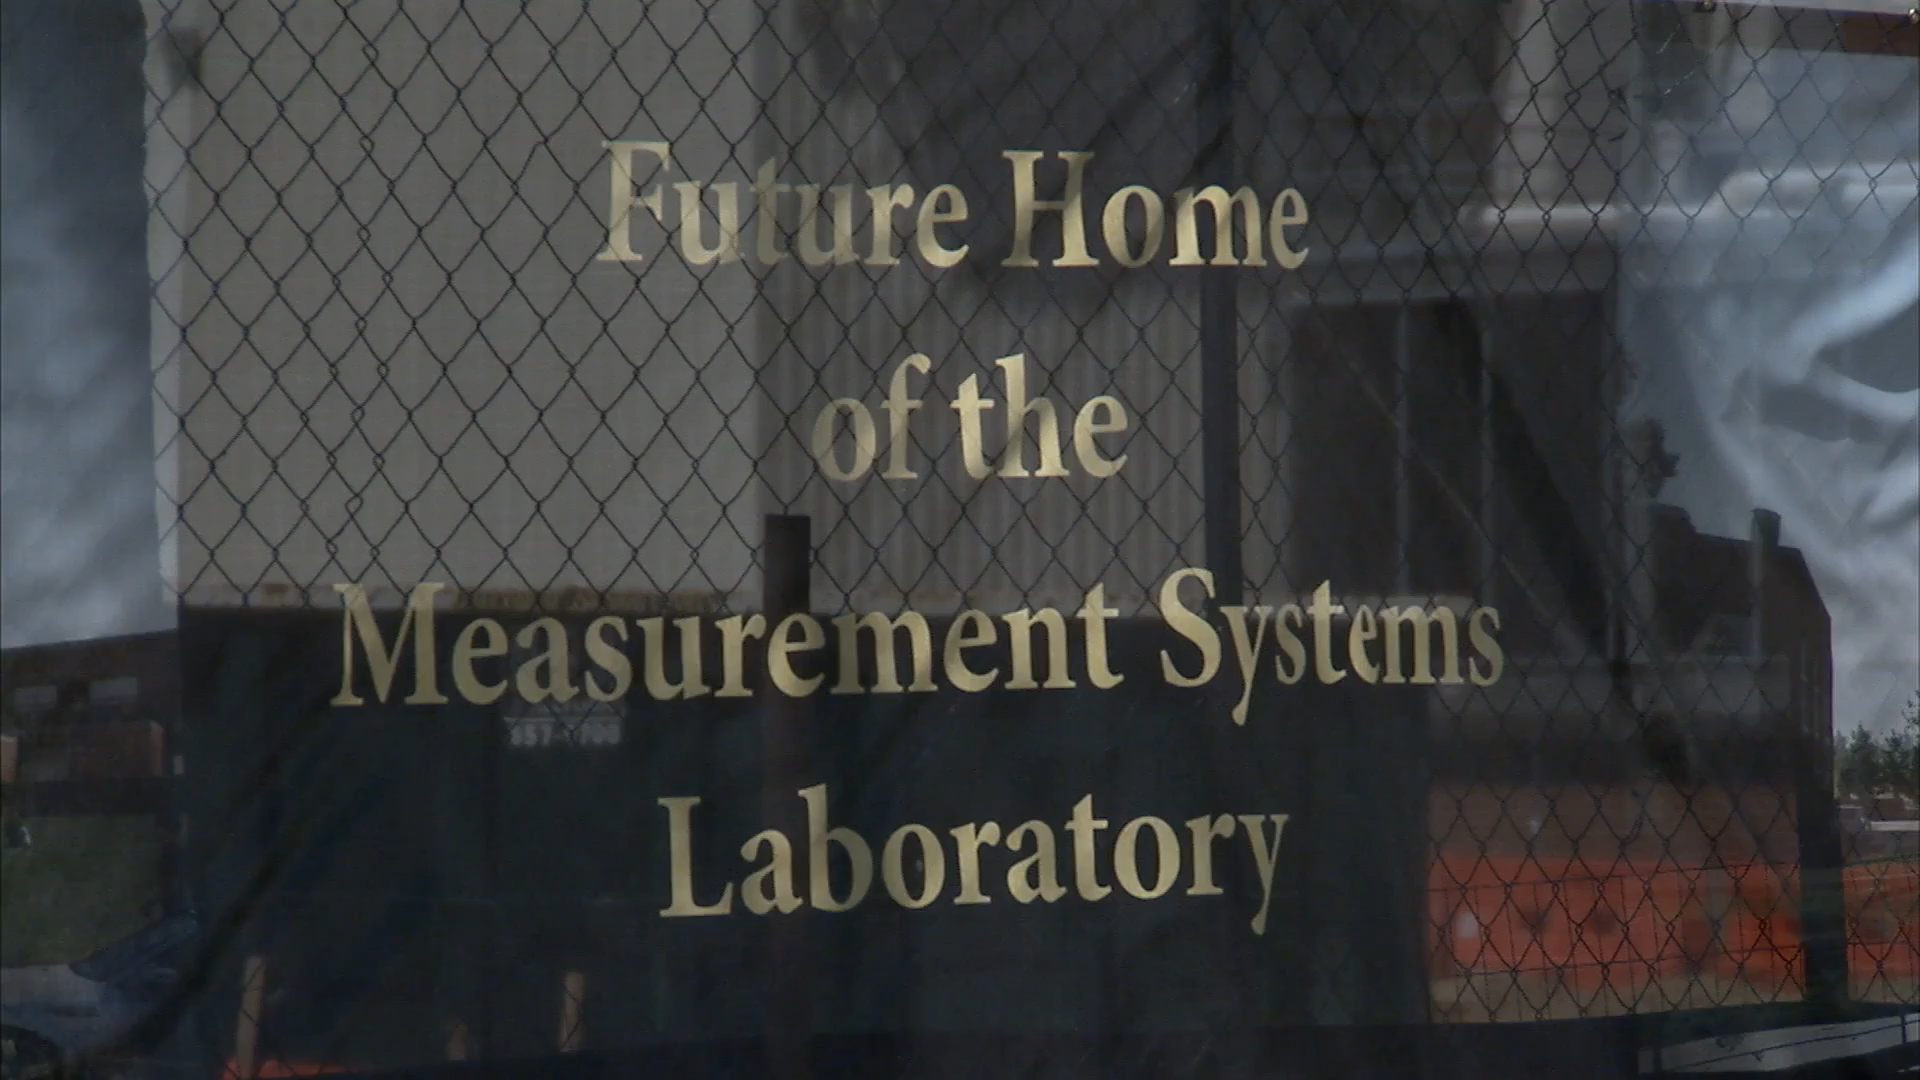 Future Home
of the
Measurement Systems
Laboratory